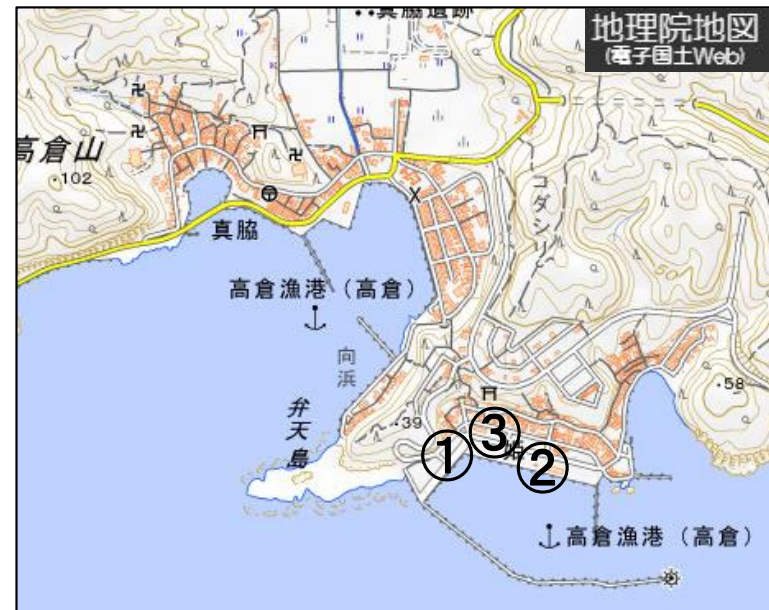 真脇遺跡
地理院地図
(電子国土Web)
高倉山
・102
真脇
コダシリ
高倉漁港（高倉）
向浜
弁天島
・39
・58
①
③
②
高倉漁港（高倉）